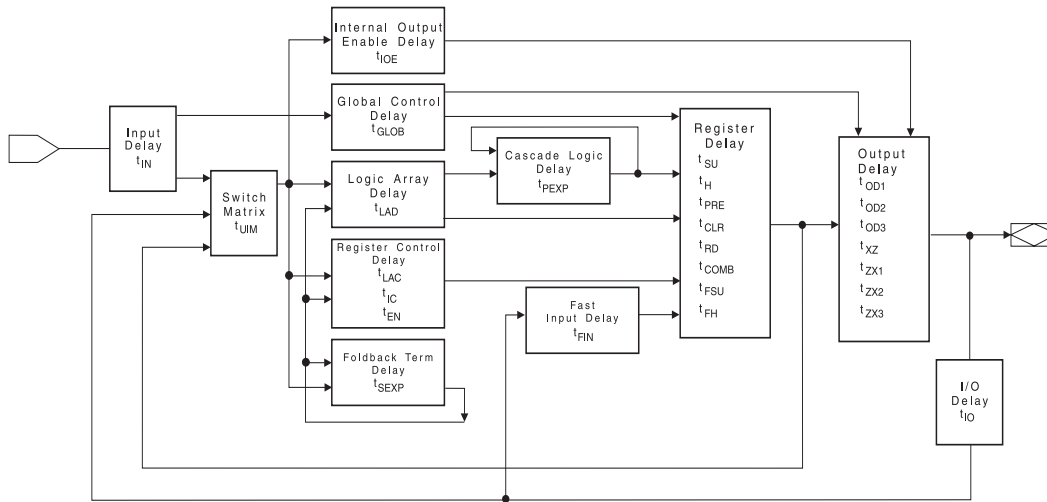 Internal Output
Enable Delay
tIOE
Global Control
Delay
tGLOB
Input
Delay
tIN
Switch
Matrix
tUIM
Logic Array
Delay
tLAD
Cascade Logic
Delay
tPEXP
Register Control
Delay
tLAC
tIC
tEN
Fast
Input Delay
tFIN
Foldback Term
Delay
tSEXP
Register
Delay
tSU
tH
tPRE
tCLR
tRD
tCOMB
tFSU
tFH
Output
Delay
tOD1
tOD2
tOD3
tXZ
tZX1
tZX2
tZX3
I/O
Delay
tIO